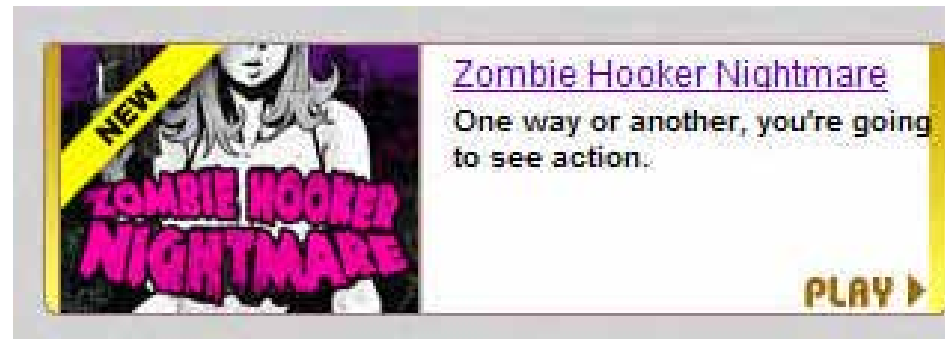 NEW
ZOMBIE HOOKER
NIGHTMARE
Zombie Hooker Nightmare
One way or another, you're going
to see action.
PLAY